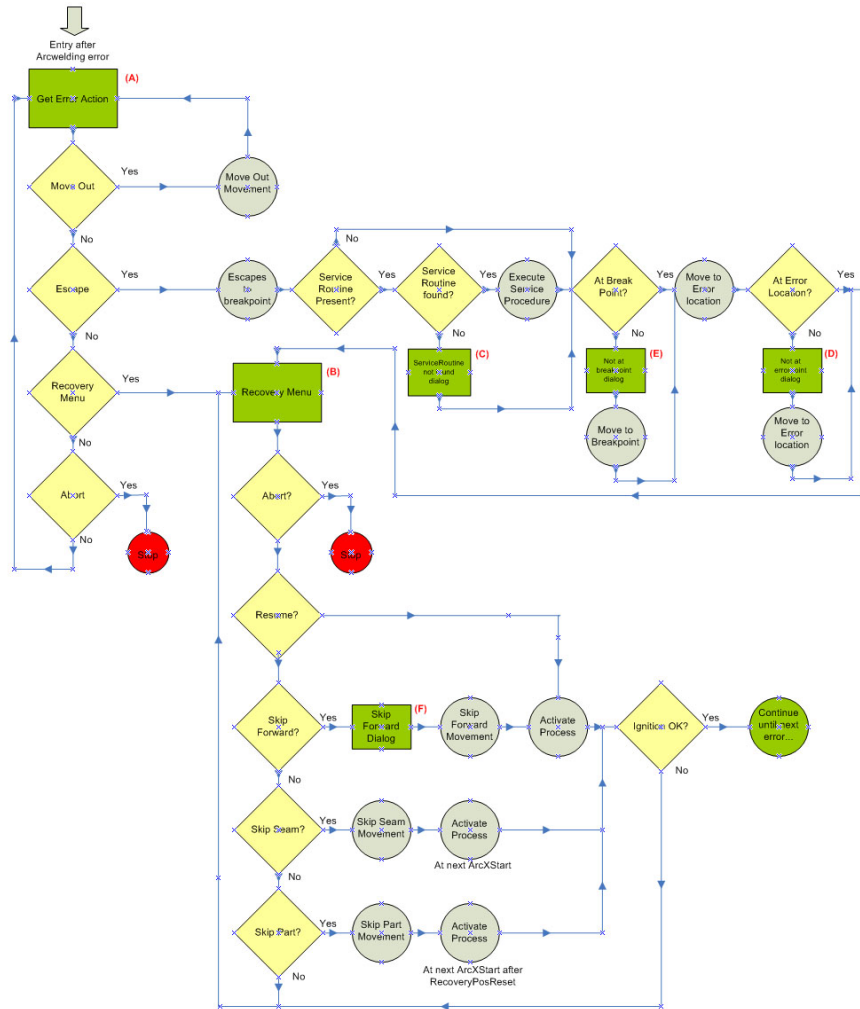 Entry after
Arcwelding error
(A)
Get Error Action
Move Out
Yes
Move Out
Movement
No
No
Escape
Yes
Escapes
to
breakpoint
Service
Routine
Present?
Yes
Service
Routine
found?
Yes
Execute
Service
Procedure
At Break
Point?
Yes
Move to
Error
location
At Error
Location?
Yes
No
No
No
No
(C)
ServiceRoutine
not found
dialog
(E)
Not at
breakpoint
dialog
(D)
Not at
errorpoint
dialog
Recovery
Menu
Yes
(B)
Recovery Menu
Move to
Breakpoint
Move to
Error
location
No
Abort
Yes
Stop
No
Abort?
Yes
Stop
Resume?
Skip
Forward?
Yes
(F)
Skip
Forward
Dialog
Skip
Forward
Movement
Activate
Process
Ignition OK?
Yes
Continue
until next
error...
No
No
Skip Seam?
Yes
Skip Seam
Movement
Activate
Process
At next ArcXStart
No
Skip Part?
Yes
Skip Part
Movement
Activate
Process
At next ArcXStart after
RecoveryPosReset
No